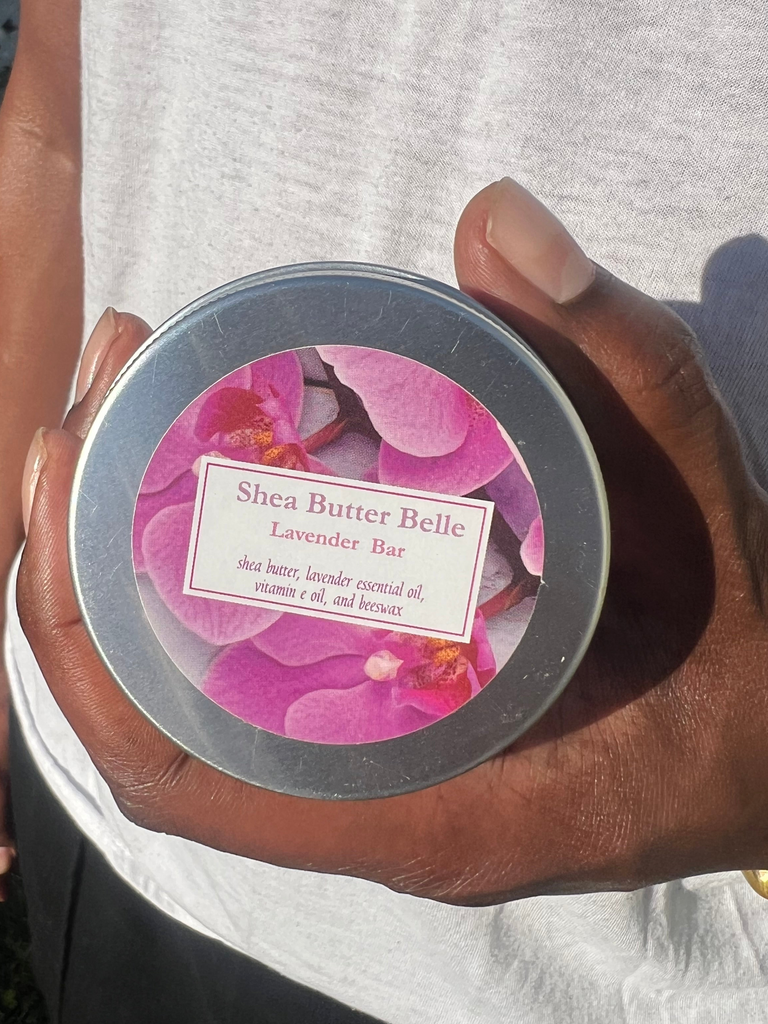 Shea Butter Belle
Lavender Bar
shea butter, lavender essential oil,
vitamin e oil, and beeswax